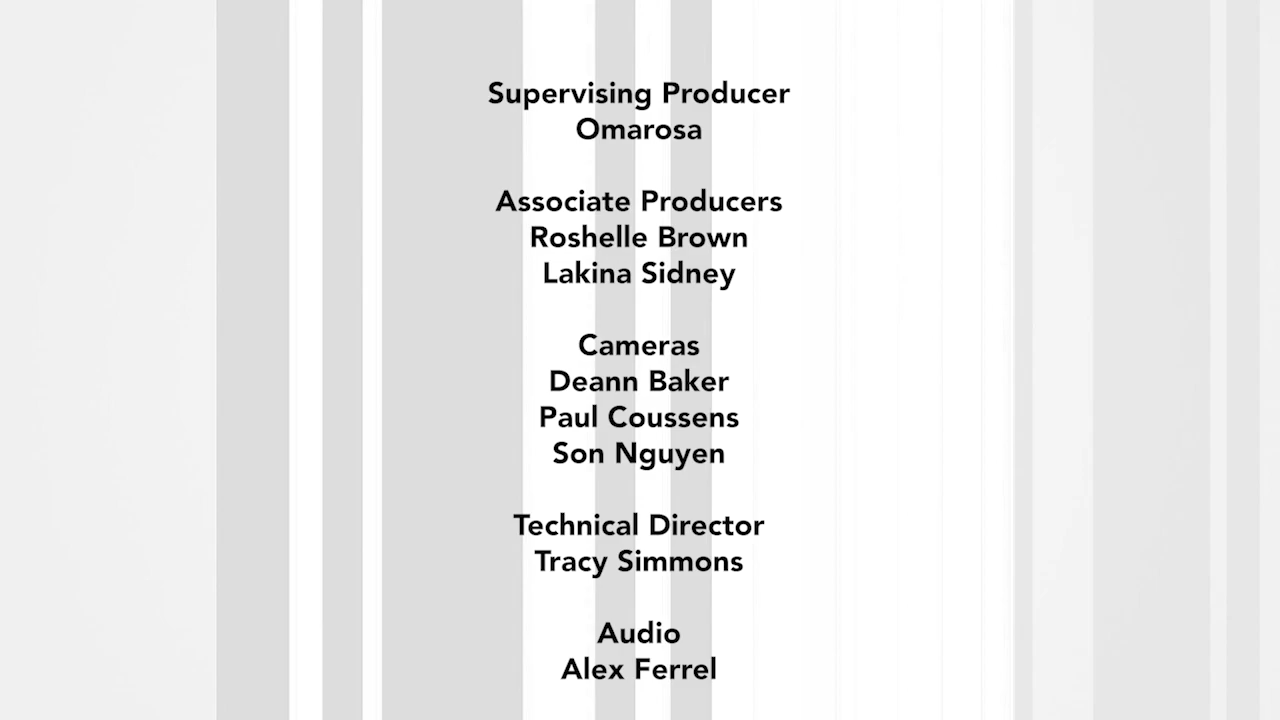 Supervising Producer
Omarosa
Associate Producers
Roshelle Brown
Lakina Sidney
Cameras
Deann Baker
Paul Coussens
Son Nguyen
Technical Director
Tracy Simmons
Audio
Alex Ferrel